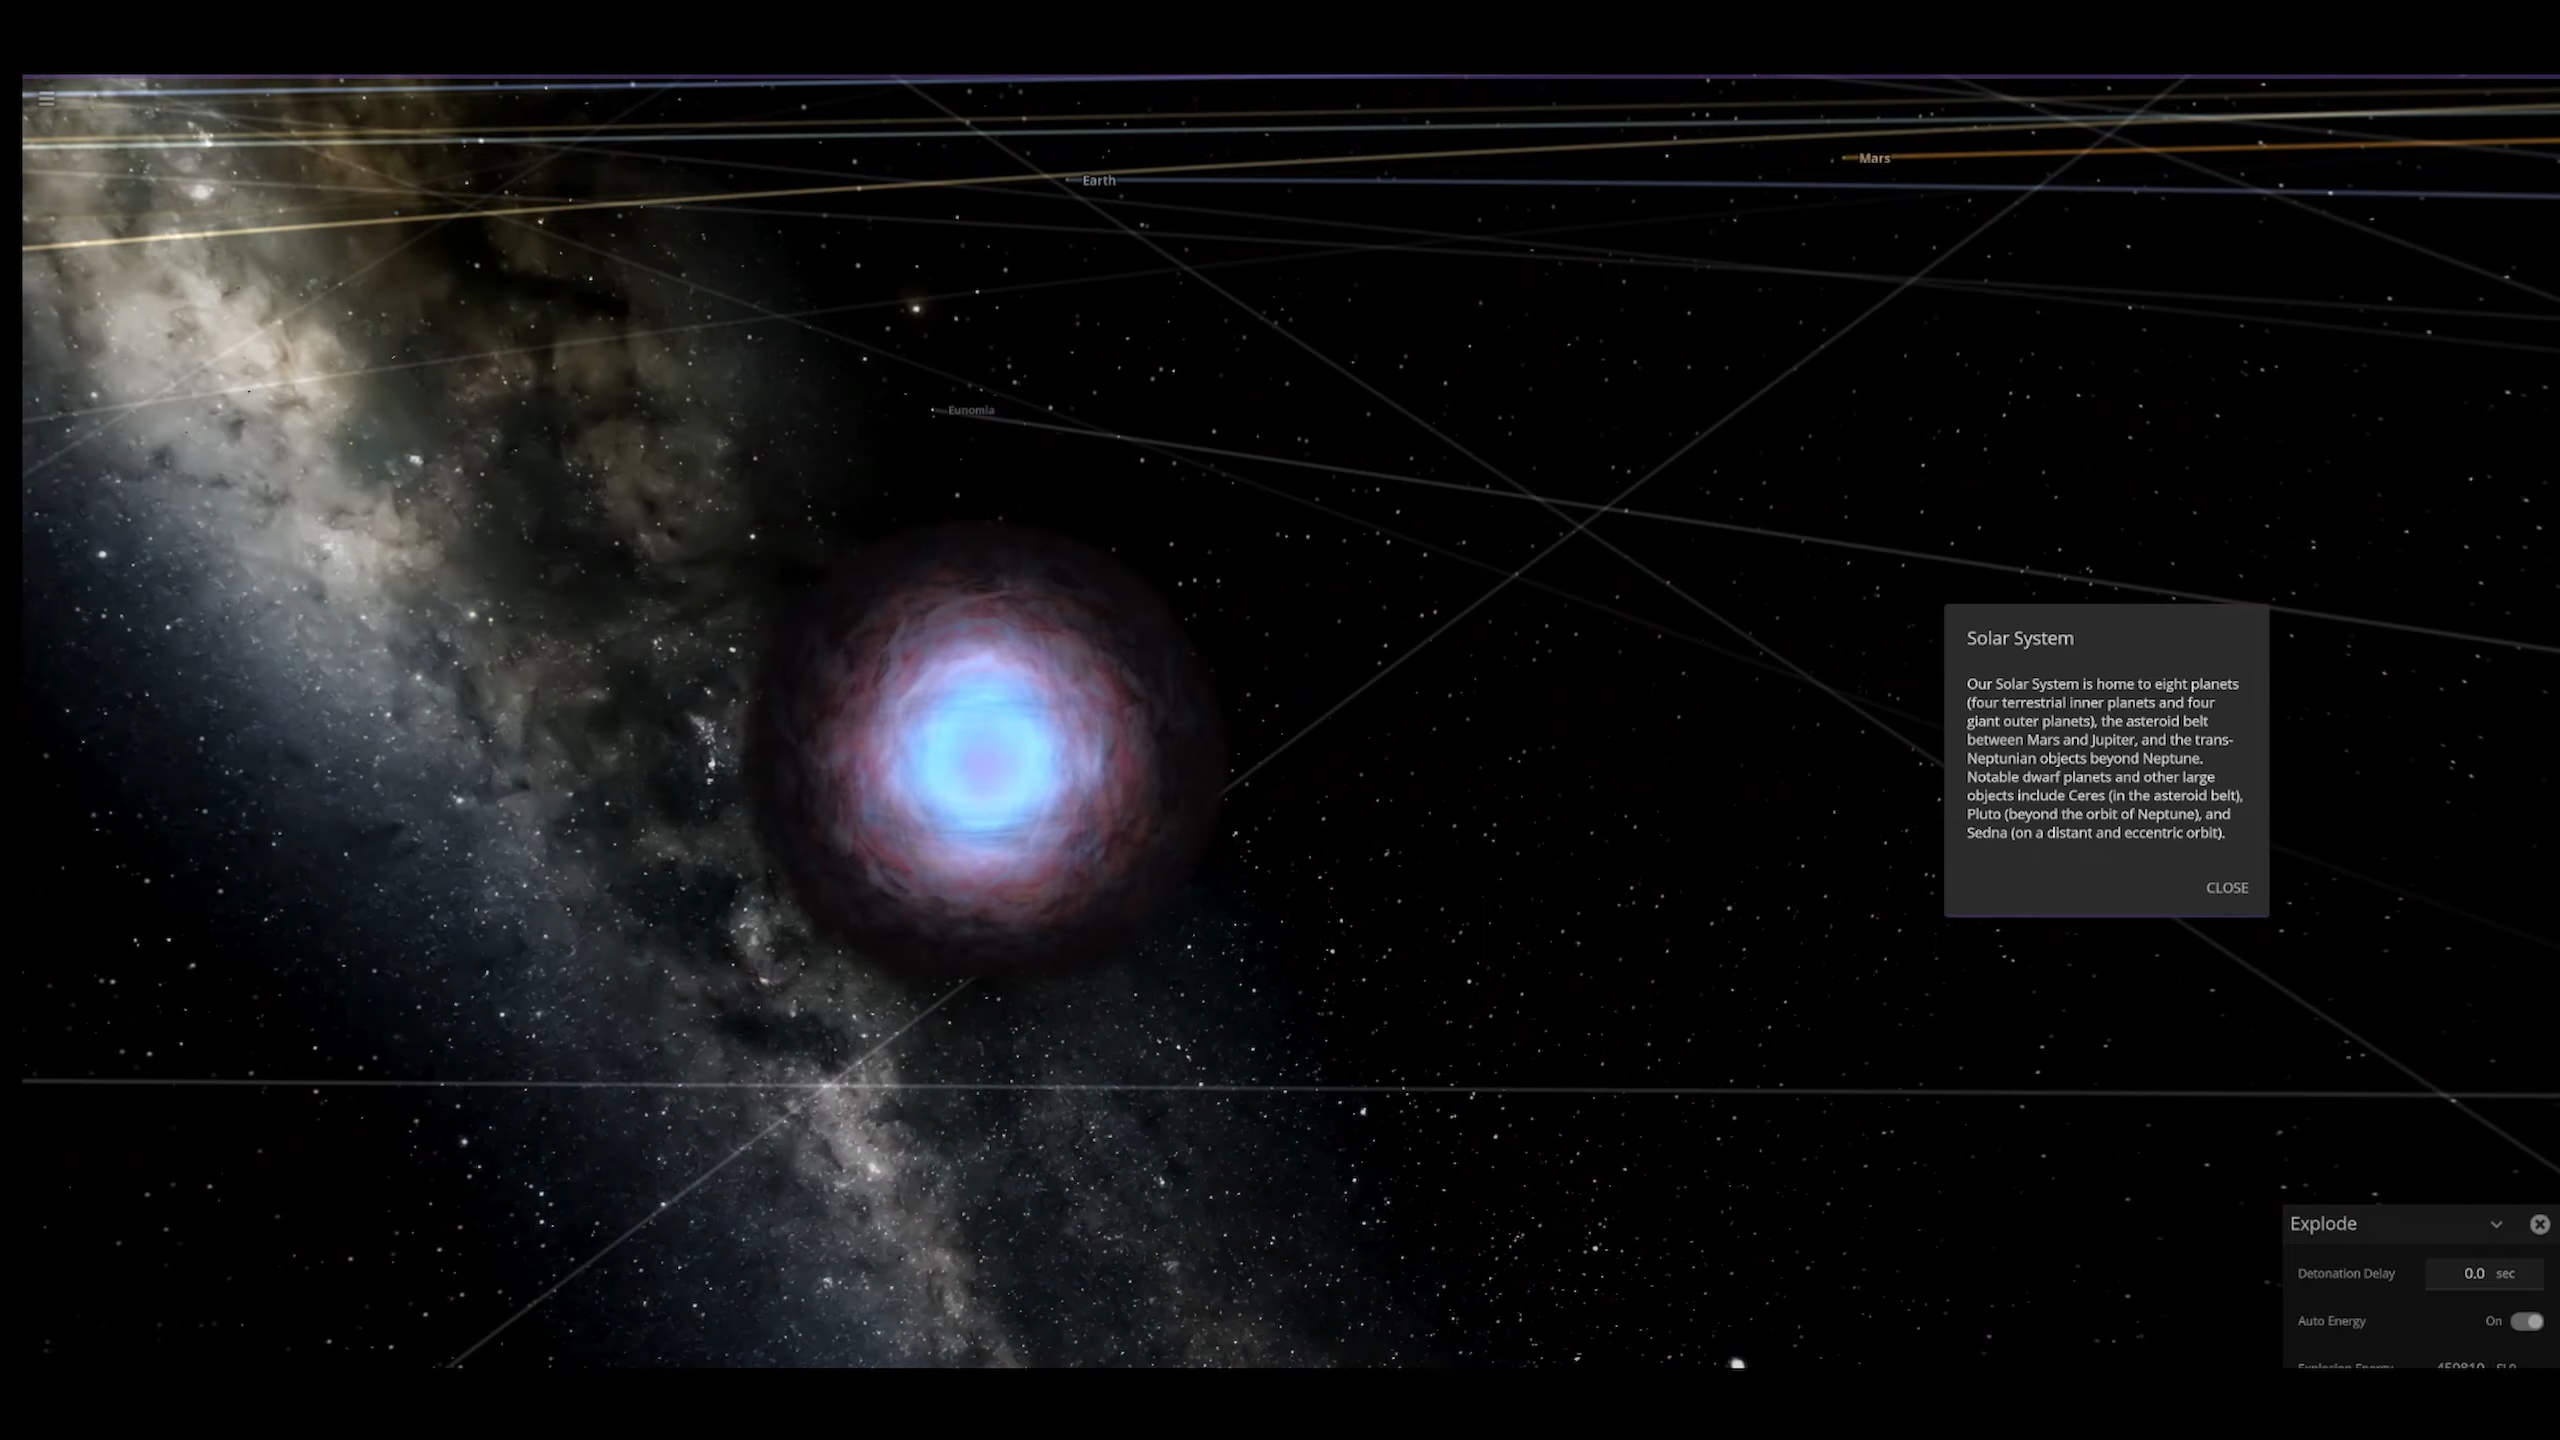 Mars
Earth
Eunomia
Solar System
Our Solar System is home to eight planets
(four terrestrial inner planets and four
giant outer planets), the asteroid belt
between Mars and Jupiter, and the trans-
Neptunian objects beyond Neptune.
Notable dwarf planets and other large
objects include Ceres (in the asteroid belt),
Pluto (beyond the orbit of Neptune), and
Sedna (on a distant and eccentric orbit).
CLOSE
Explode
Detonation Delay 0.0 sec
Auto Energy On
Explosion Energy